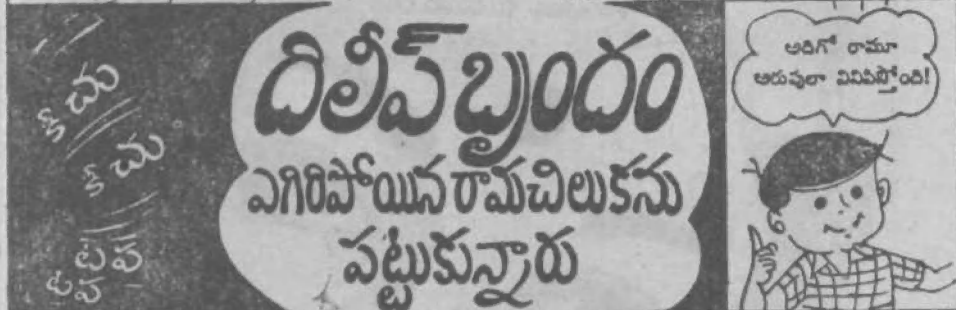 కీచు
కీచు
టప
టప
దిలీప్ బృందం
ఎగిరిపోయిన రామచిలుకను
పట్టుకున్నారు
అదిగో రామూ
అరుపులా వినిపిస్తోంది!